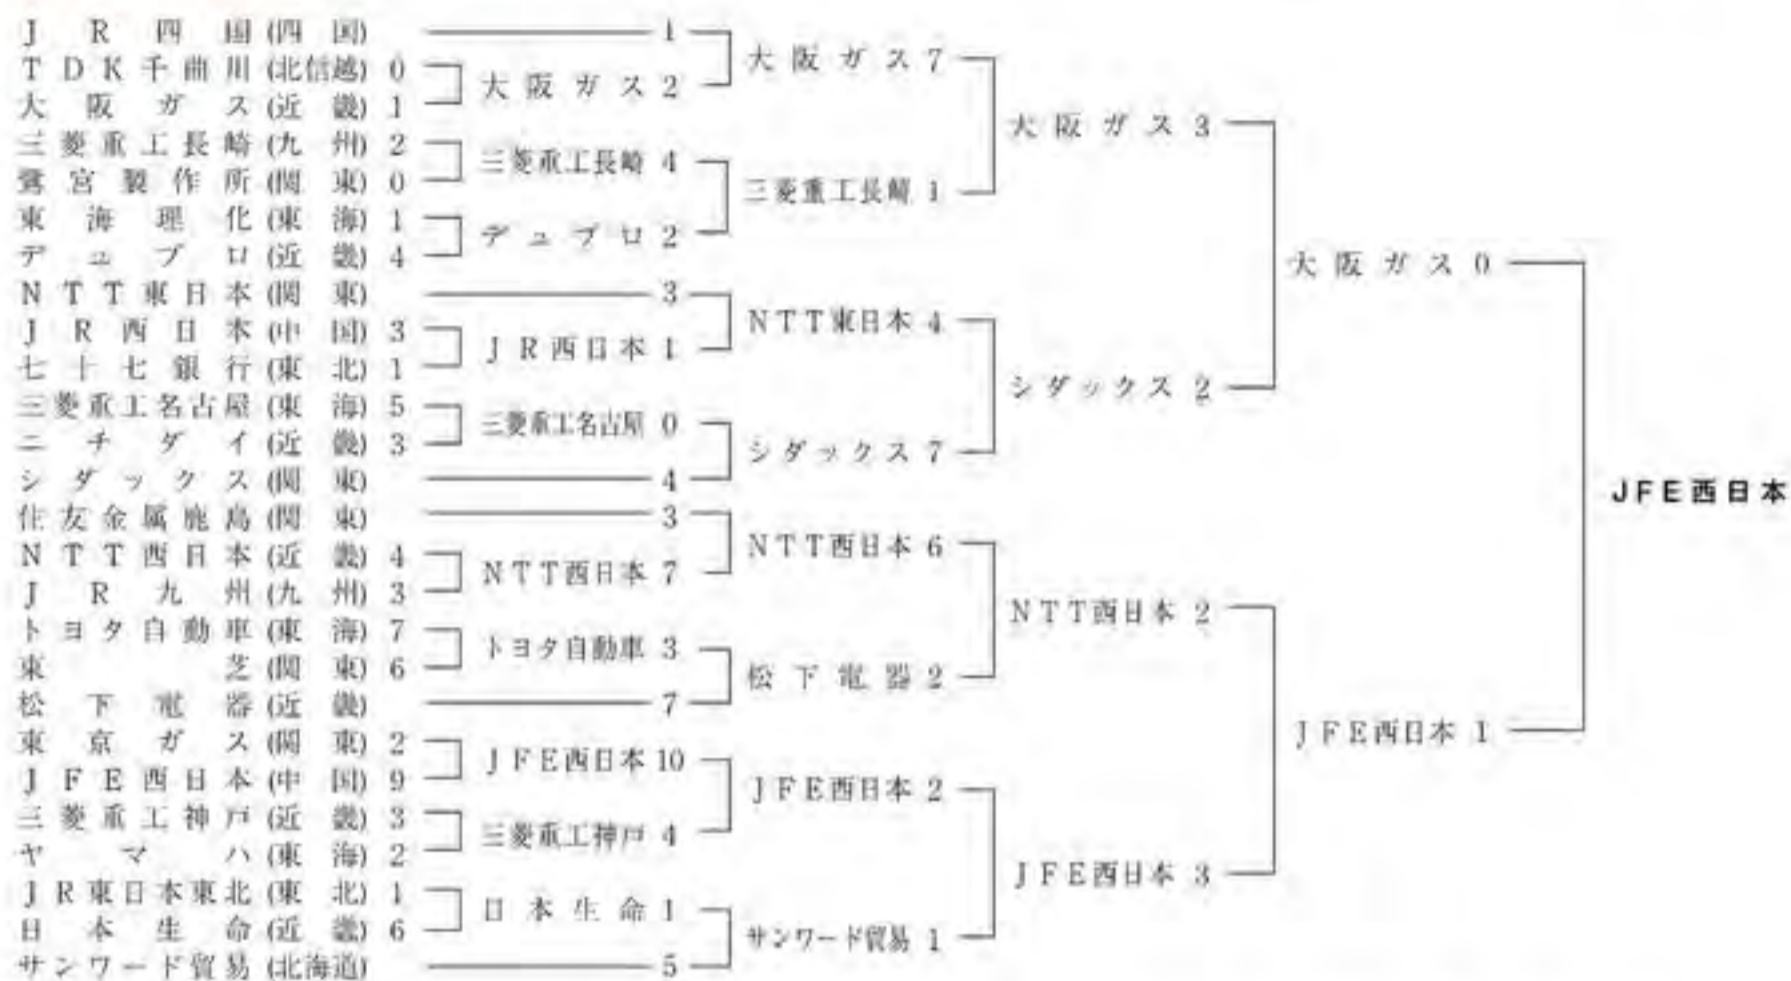 JR四国(四国) 1
TDK千曲川(北信越) 0
大阪ガス(近畿) 1
三菱重工長崎(九州) 2
鷺宮製作所(関東) 0
東海理化(東海) 1
デュプロ(近畿) 4
NTT東日本(関東) 3
JR西日本(中国) 3
七十七銀行(東北) 1
三菱重工名古屋(東海) 5
ニチダイ(近畿) 3
シダックス(関東) 4
住友金属鹿島(関東) 3
NTT西日本(近畿) 4
JR九州(九州) 3
トヨタ自動車(東海) 7
東芝(関東) 6
松下電器(近畿) 7
東京ガス(関東) 2
JFE西日本(中国) 9
三菱重工神戸(近畿) 3
ヤマハ(東海) 2
JR東日本東北(東北) 1
日本生命(近畿) 6
サンワード貿易(北海道) 5
大阪ガス 2
三菱重工長崎 4
デュプロ 2
JR西日本 1
三菱重工名古屋 0
NTT西日本 7
トヨタ自動車 3
JFE西日本 10
三菱重工神戸 4
日本生命 1
大阪ガス 7
三菱重工長崎 1
NTT東日本 4
シダックス 7
NTT西日本 6
松下電器 2
JFE西日本 2
サンワード貿易 1
大阪ガス 3
シダックス 2
NTT西日本 2
JFE西日本 3
大阪ガス 0
JFE西日本 1
JFE西日本